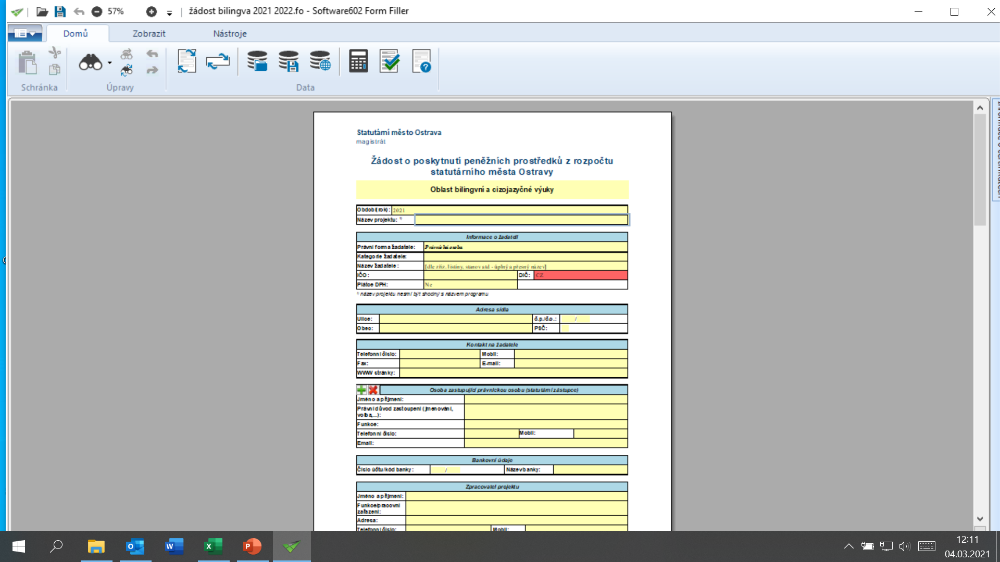 57%
žádost bilingva 2021 2022.fo - Software602 Form Filler
Domů
Zobrazit
Nástroje
Schránka
Úpravy
Data
Statutární město Ostrava
magistrát
Žádost o poskytnutí peněžních prostředků z rozpočtu
statutárního města Ostravy
Oblast bilingvní a cizojazyčné výuky
Období(rok): 2021
Název projektu: ¹⁾
Informace o žadateli
Právní forma žadatele: Právnická osoba
Kategorie žadatele:
Název žadatele: [dle zřiz. listiny, stanov atd - úplný a přesný název]
IČO: DIČ: CZ
Plátce DPH: Ne
¹⁾ název projektu nesmí být shodný s názvem programu
Adresa sídla
Ulice: č.p./č.o.: /
Obec: PSČ:
Kontakt na žadatele
Telefonní číslo: Mobil:
Fax: E-mail:
WWW stránky:
Osoba zastupující právnickou osobu (statutární zástupce)
Jméno a příjmení:
Právní důvod zastoupení (jmenování,
volba,...):
Funkce:
Telefonní číslo: Mobil:
Email:
Bankovní údaje
Číslo účtu/kód banky: / Název banky:
Zpracovatel projektu
Jméno a příjmení:
Funkce/pracovní
zařazení:
Adresa:
Telefonní číslo: Mobil:
12:11
04.03.2021